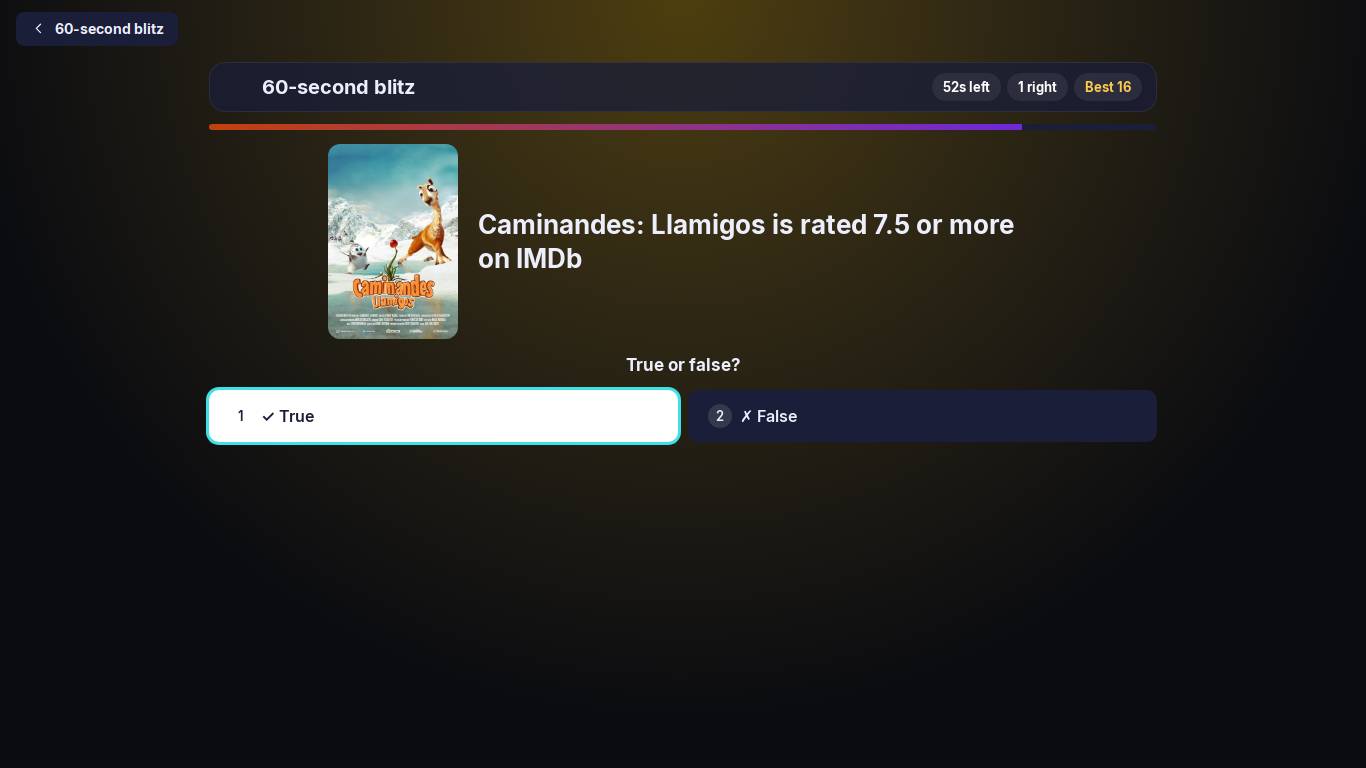 60-second blitz
60-second blitz
52s left
1 right
Best 16
Caminandes
Llamigos
Caminandes: Llamigos is rated 7.5 or more
on IMDb
True or false?
1 ✓ True
2 ✗ False